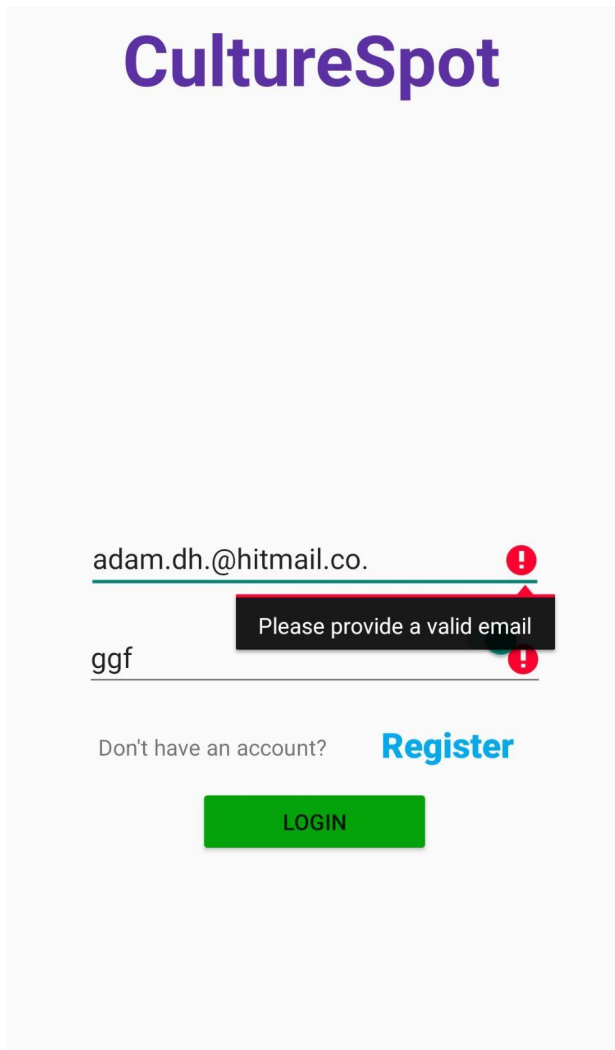 CultureSpot
adam.dh.@hitmail.co.
Please provide a valid email
ggf
Don't have an account? Register
LOGIN